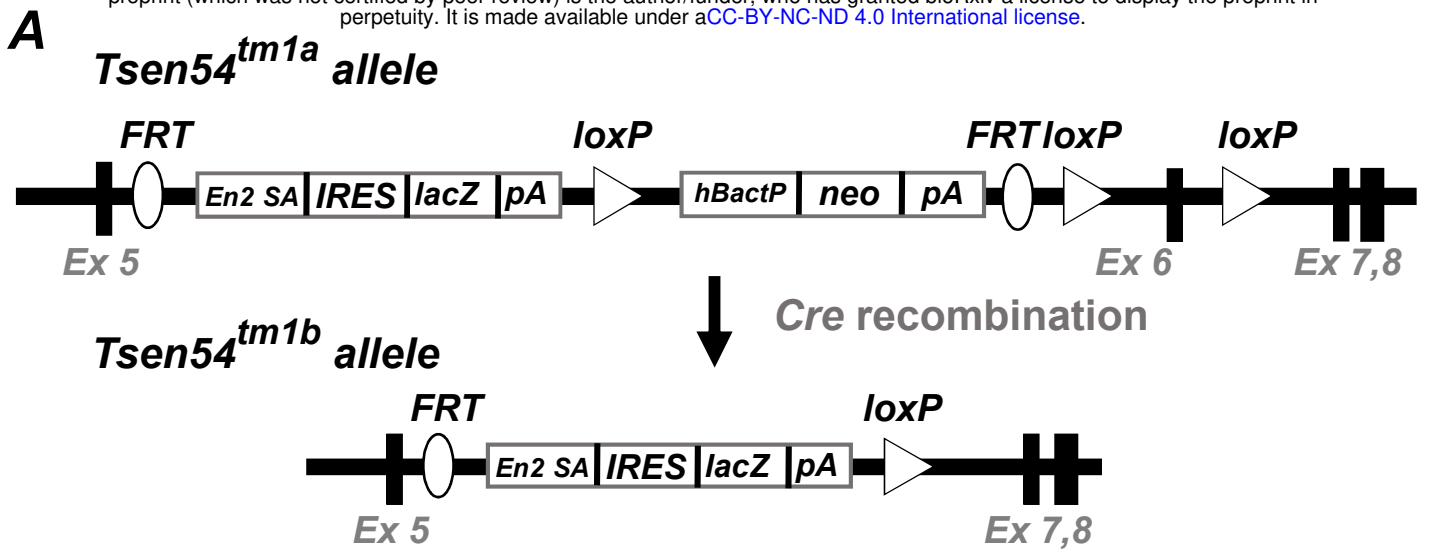 preprint (which was not certified by peer review) is the author/funder, who has granted bioRxiv a license to display the preprint in
perpetuity. It is made available under aCC-BY-NC-ND 4.0 International license.
A
Tsen54tm1a allele
FRT loxP FRT loxP loxP
En2 SA IRES lacZ pA hBactP neo pA
Ex 5 Ex 6 Ex 7,8
Cre recombination
Tsen54tm1b allele
FRT loxP
En2 SA IRES lacZ pA
Ex 5 Ex 7,8